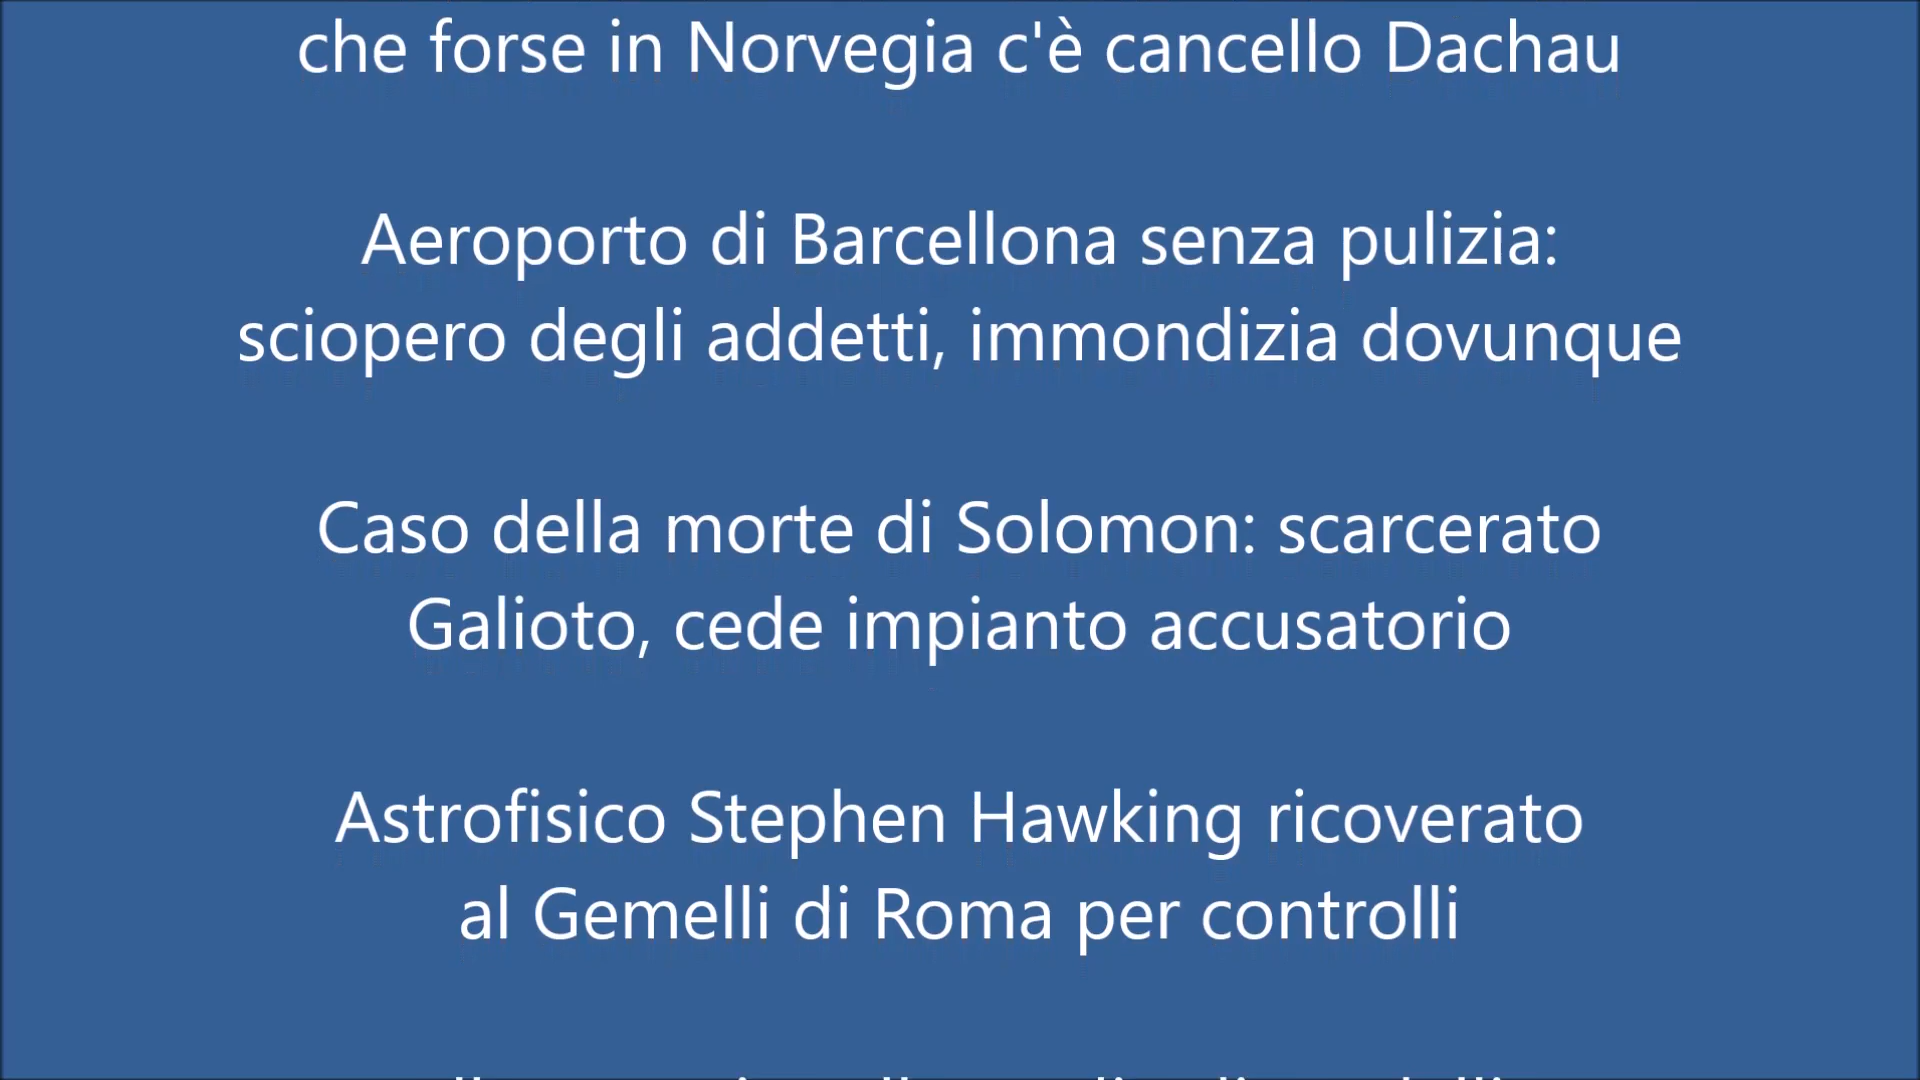 che forse in Norvegia c'è cancello Dachau
Aeroporto di Barcellona senza pulizia:
sciopero degli addetti, immondizia dovunque
Caso della morte di Solomon: scarcerato
Galioto, cede impianto accusatorio
Astrofisico Stephen Hawking ricoverato
al Gemelli di Roma per controlli